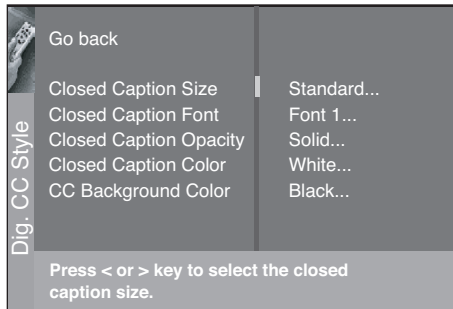 Dig. CC Style
Go back
Closed Caption Size Standard...
Closed Caption Font Font 1...
Closed Caption Opacity Solid...
Closed Caption Color White...
CC Background Color Black...
Press < or > key to select the closed
caption size.